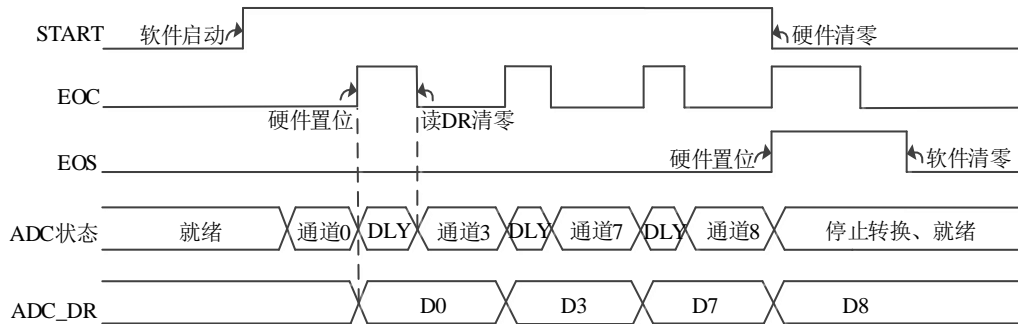 START 软件启动 硬件清零
EOC 硬件置位 读DR清零
EOS 硬件置位 软件清零
ADC状态 就绪 通道0 DLY 通道3 DLY 通道7 DLY 通道8 停止转换、就绪
ADC_DR D0 D3 D7 D8